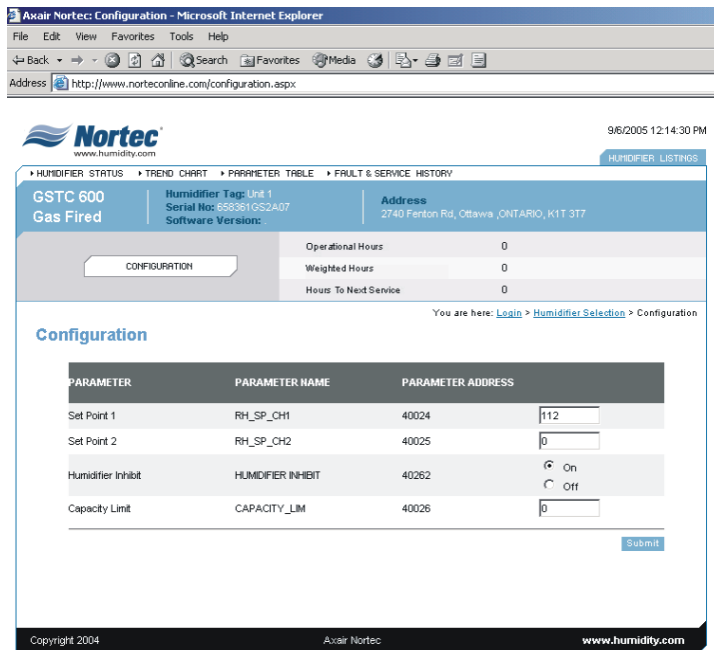 Axair Nortec: Configuration - Microsoft Internet Explorer
File Edit View Favorites Tools Help
Back Search Favorites Media
Address http://www.norteconline.com/configuration.aspx
Nortec
www.humidity.com
9/6/2005 12:14:30 PM
HUMIDIFIER LISTINGS
HUMIDIFIER STATUS TREND CHART PARAMETER TABLE FAULT & SERVICE HISTORY
GSTC 600
Gas Fired
Humidifier Tag: Unit 1
Serial No: 658361GS2A07
Software Version:
Address
2740 Fenton Rd, Ottawa ,ONTARIO, K1T 3T7
CONFIGURATION
Operational Hours 0
Weighted Hours 0
Hours To Next Service 0
You are here: Login > Humidifier Selection > Configuration
Configuration
PARAMETER PARAMETER NAME PARAMETER ADDRESS
Set Point 1 RH_SP_CH1 40024 112
Set Point 2 RH_SP_CH2 40025 0
Humidifier Inhibit HUMIDIFIER INHIBIT 40262 On
Off
Capacity Limit CAPACITY_LIM 40026 0
Submit
Copyright 2004 Axair Nortec www.humidity.com